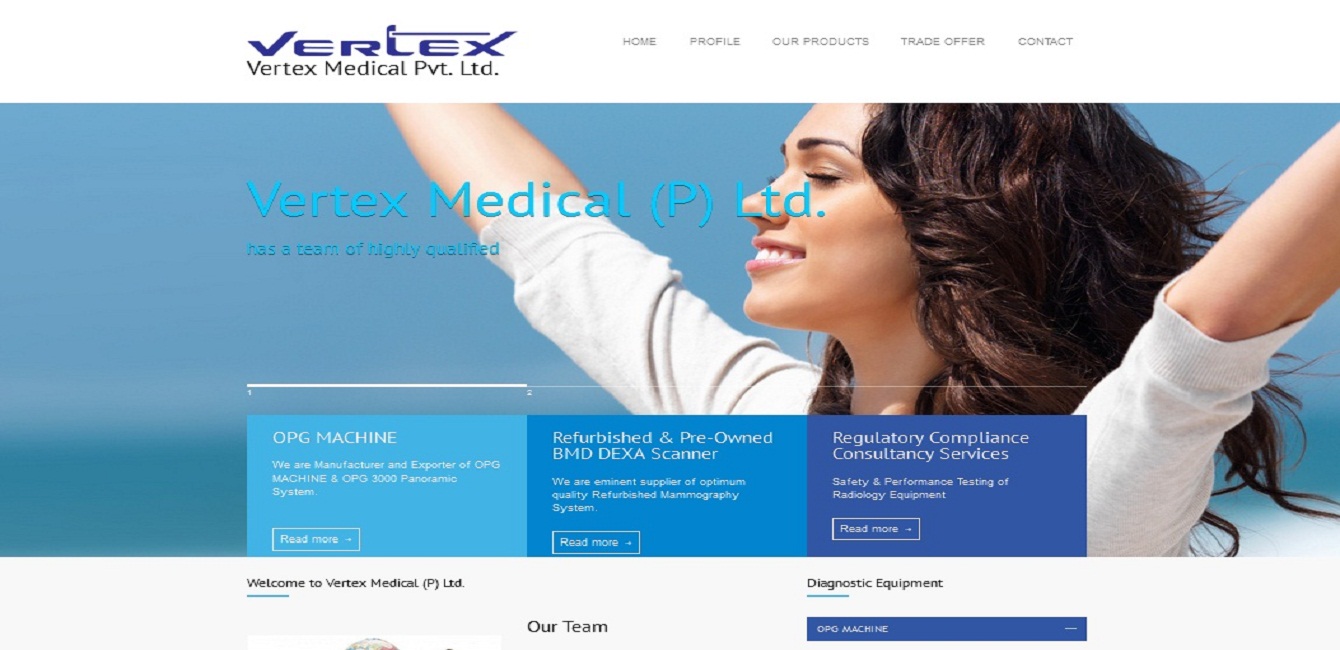 VERTEX
Vertex Medical Pvt. Ltd.
HOME PROFILE OUR PRODUCTS TRADE OFFER CONTACT
Vertex Medical (P) Ltd.
has a team of highly qualified
1 2
OPG MACHINE
We are Manufacturer and Exporter of OPG
MACHINE & OPG 3000 Panoramic
System.
Read more →
Refurbished & Pre-Owned
BMD DEXA Scanner
We are eminent supplier of optimum
quality Refurbished Mammography
System.
Read more →
Regulatory Compliance
Consultancy Services
Safety & Performance Testing of
Radiology Equipment
Read more →
Welcome to Vertex Medical (P) Ltd.
Our Team
Diagnostic Equipment
OPG MACHINE —